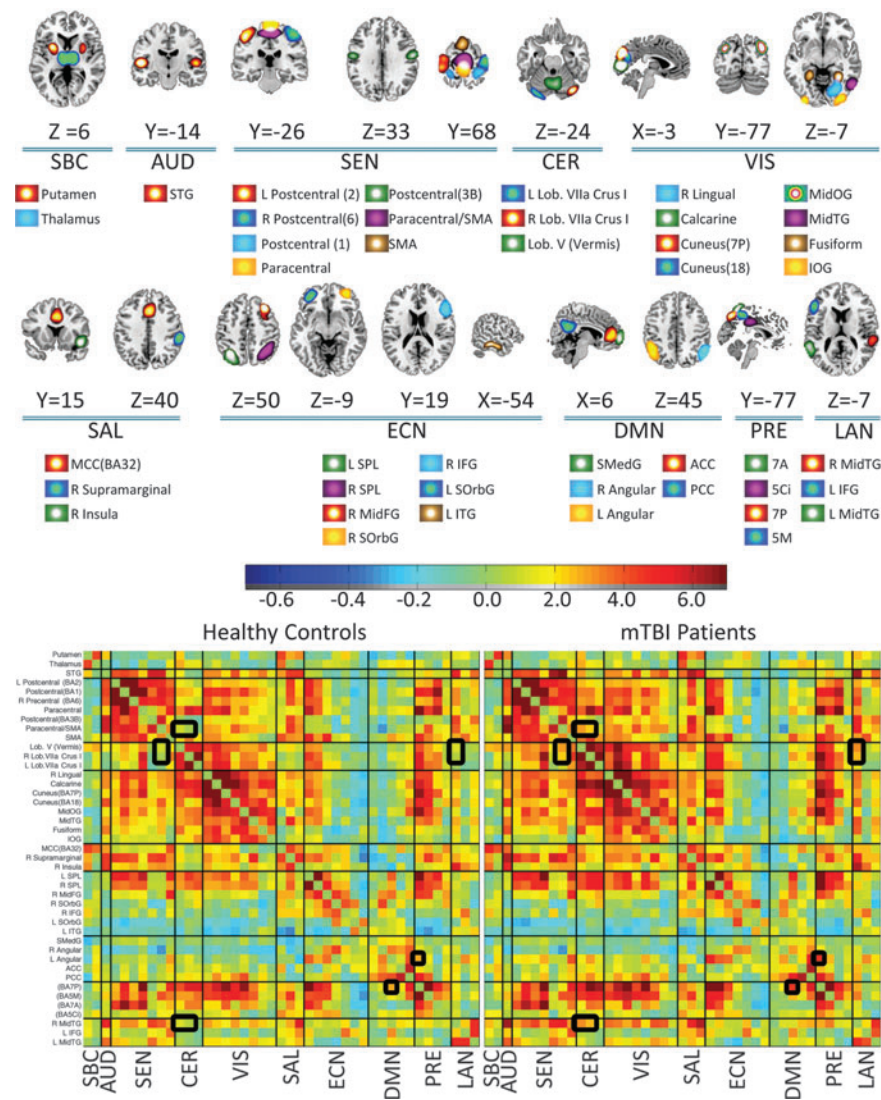 Z =6 Y=-14 Y=-26 Z=33 Y=68 Z=-24 X=-3 Y=-77 Z=-7
SBC AUD SEN CER VIS
Putamen STG L Postcentral (2) Postcentral(3B) L Lob. VIIa Crus I R Lingual MidOG
Thalamus R Postcentral(6) Paracentral/SMA R Lob. VIIa Crus I Calcarine MidTG
Postcentral (1) SMA Lob. V (Vermis) Cuneus(7P) Fusiform
Paracentral Cuneus(18) IOG
Y=15 Z=40 Z=50 Z=-9 Y=19 X=-54 X=6 Z=45 Y=-77 Z=-7
SAL ECN DMN PRE LAN
MCC(BA32) L SPL R IFG SMedG ACC 7A R MidTG
R Supramarginal R SPL L SOrbG R Angular PCC 5Ci L IFG
R Insula R MidFG L ITG L Angular 7P L MidTG
R SOrbG 5M
-0.6 -0.4 -0.2 0.0 2.0 4.0 6.0
Healthy Controls mTBI Patients
Putamen
Thalamus
STG
L Postcentral (BA2)
Postcentral(BA1)
R Precentral (BA6)
Paracentral
Postcentral(BA3B)
Paracentral/SMA
SMA
Lob. V (Vermis)
R Lob.VIIa Crus I
L Lob.VIIa Crus I
R Lingual
Calcarine
Cuneus(BA7P)
Cuneus(BA18)
MidOG
MidTG
Fusiform
IOG
MCC(BA32)
R Supramarginal
R Insula
L SPL
R SPL
R MidFG
R SOrbG
R IFG
L SOrbG
L ITG
SMedG
R Angular
L Angular
ACC
PCC
(BA7P)
(BA5M)
(BA7A)
(BA5Ci)
R MidTG
L IFG
L MidTG
SBC AUD SEN CER VIS SAL ECN DMN PRE LAN SBC AUD SEN CER VIS SAL ECN DMN PRE LAN